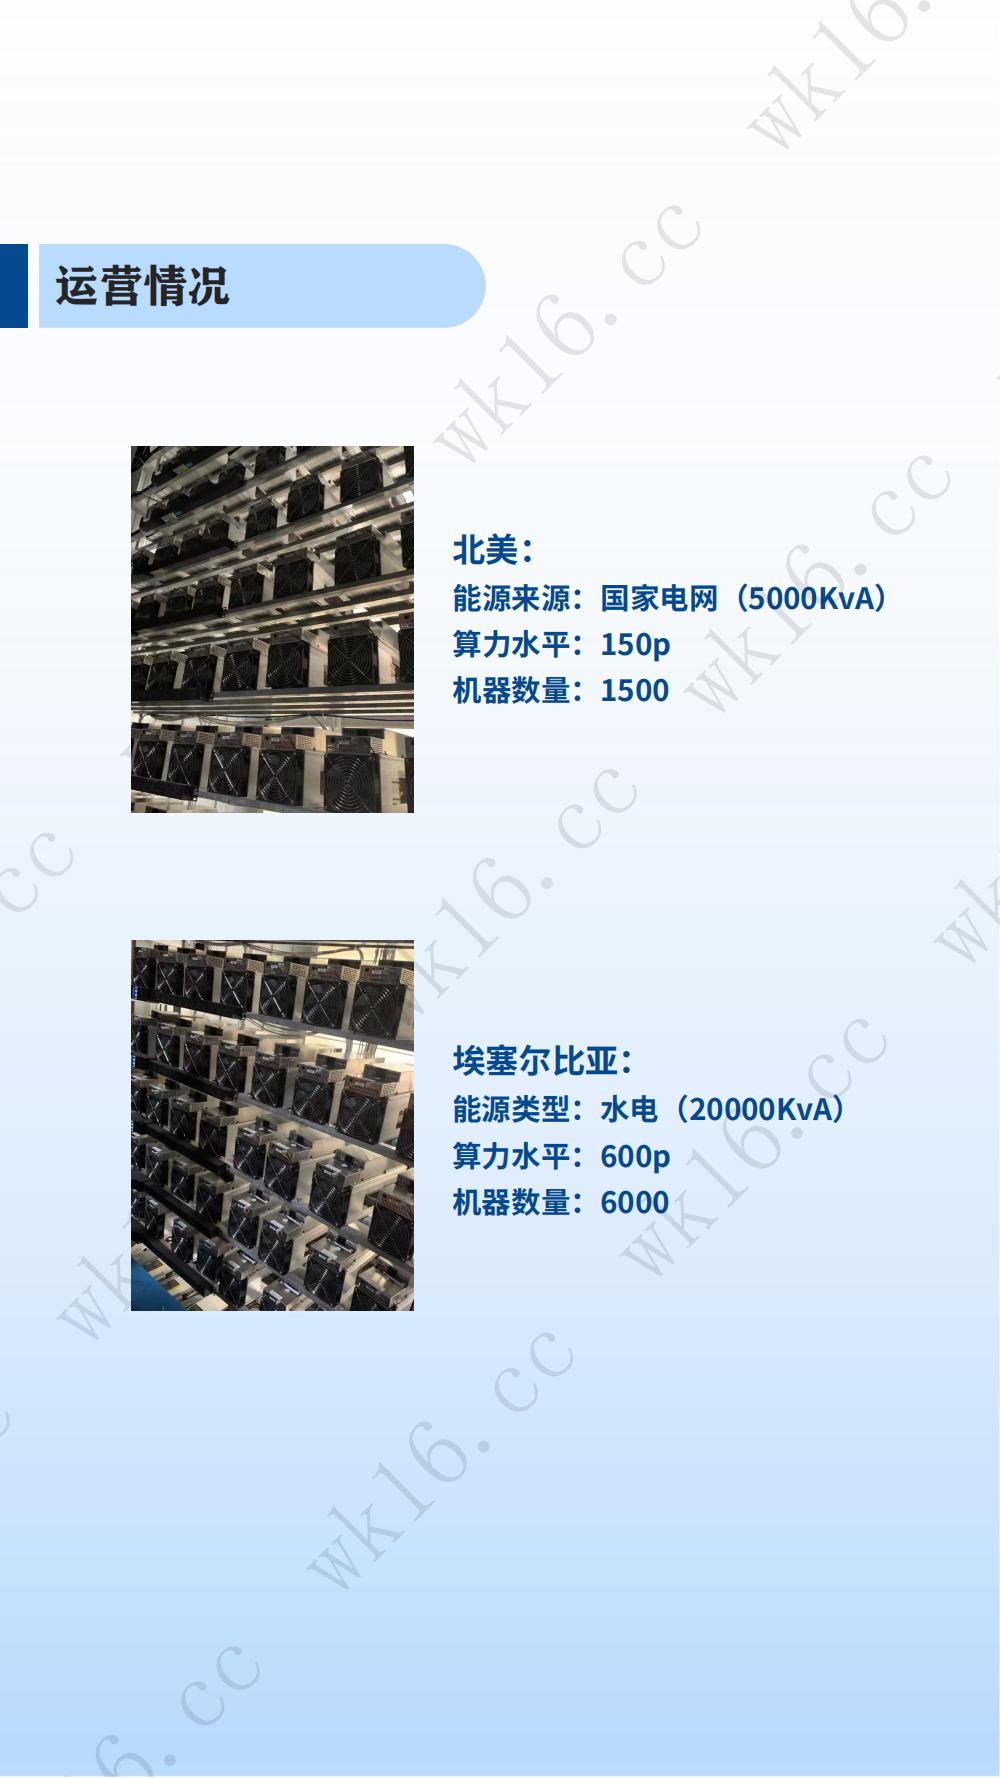 运营情况
北美：
能源来源：国家电网（5000KvA）
算力水平：150p
机器数量：1500
埃塞尔比亚：
能源类型：水电（20000KvA）
算力水平：600p
机器数量：6000
wk16.cc
wk16.cc
wk16.cc
wk16.cc
wk16.cc
wk16.cc